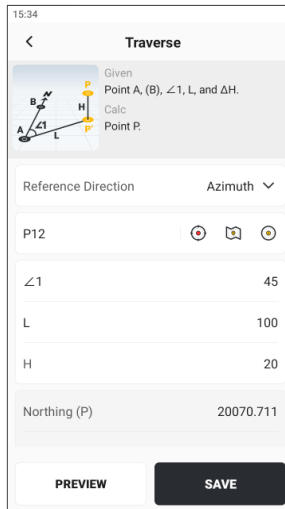 15:34
Traverse
Given
Point A, (B), ∠1, L, and ΔH.
Calc
Point P.
B N P
H
A ∠1 L P'
Reference Direction Azimuth
P12
∠1 45
L 100
H 20
Northing (P) 20070.711
PREVIEW SAVE